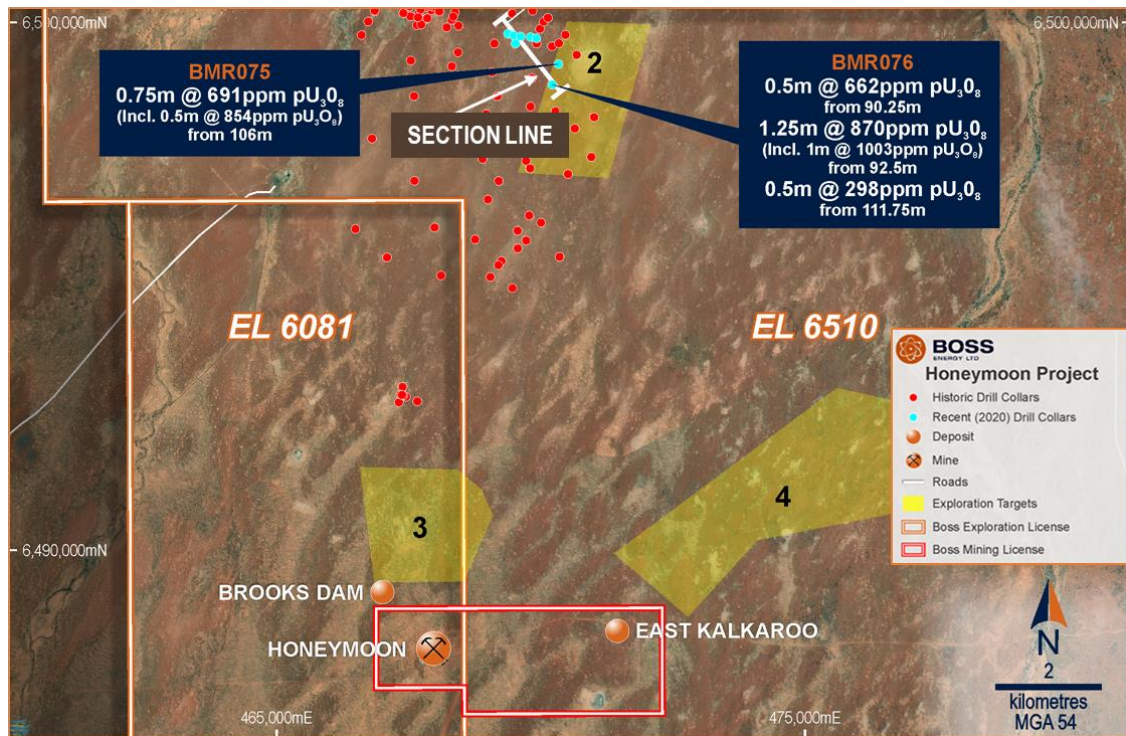 6,500,000mN
6,500,000mN
BMR075
0.75m @ 691ppm pU₃0₈
(Incl. 0.5m @ 854ppm pU₃O₈)
from 106m
2
BMR076
0.5m @ 662ppm pU₃0₈
from 90.25m
1.25m @ 870ppm pU₃0₈
(Incl. 1m @ 1003ppm pU₃O₈)
from 92.5m
0.5m @ 298ppm pU₃0₈
from 111.75m
SECTION LINE
EL 6081
EL 6510
BOSS
ENERGY LTD
Honeymoon Project
Historic Drill Collars
Recent (2020) Drill Collars
Deposit
Mine
Roads
Exploration Targets
Boss Exploration License
Boss Mining License
4
3
6,490,000mN
BROOKS DAM
HONEYMOON
EAST KALKAROO
N
2
kilometres
MGA 54
465,000mE
475,000mE